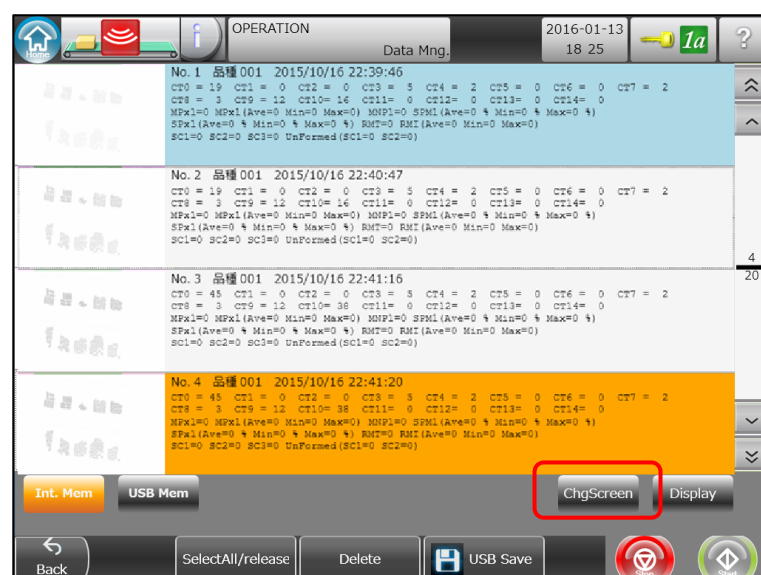 OPERATION
Data Mng.
2016-01-13
18 25
1a
?
Home
i
No. 1 品種 001 2015/10/16 22:39:46
CT0 = 19 CT1 = 0 CT2 = 0 CT3 = 5 CT4 = 2 CT5 = 0 CT6 = 0 CT7 = 2
CT8 = 3 CT9 = 12 CT10= 16 CT11= 0 CT12= 0 CT13= 0 CT14= 0
MPx1=0 MPx1(Ave=0 Min=0 Max=0) MNP1=0 SPM1(Ave=0 % Min=0 % Max=0 %)
SPx1(Ave=0 % Min=0 % Max=0 %) RMT=0 RMI(Ave=0 Min=0 Max=0)
SC1=0 SC2=0 SC3=0 UnFormed(SC1=0 SC2=0)
No. 2 品種 001 2015/10/16 22:40:47
CT0 = 19 CT1 = 0 CT2 = 0 CT3 = 5 CT4 = 2 CT5 = 0 CT6 = 0 CT7 = 2
CT8 = 3 CT9 = 12 CT10= 16 CT11= 0 CT12= 0 CT13= 0 CT14= 0
MPx1=0 MPx1(Ave=0 Min=0 Max=0) MNP1=0 SPM1(Ave=0 % Min=0 % Max=0 %)
SPx1(Ave=0 % Min=0 % Max=0 %) RMT=0 RMI(Ave=0 Min=0 Max=0)
SC1=0 SC2=0 SC3=0 UnFormed(SC1=0 SC2=0)
4
20
No. 3 品種 001 2015/10/16 22:41:16
CT0 = 45 CT1 = 0 CT2 = 0 CT3 = 5 CT4 = 2 CT5 = 0 CT6 = 0 CT7 = 2
CT8 = 3 CT9 = 12 CT10= 38 CT11= 0 CT12= 0 CT13= 0 CT14= 0
MPx1=0 MPx1(Ave=0 Min=0 Max=0) MNP1=0 SPM1(Ave=0 % Min=0 % Max=0 %)
SPx1(Ave=0 % Min=0 % Max=0 %) RMT=0 RMI(Ave=0 Min=0 Max=0)
SC1=0 SC2=0 SC3=0 UnFormed(SC1=0 SC2=0)
No. 4 品種 001 2015/10/16 22:41:20
CT0 = 45 CT1 = 0 CT2 = 0 CT3 = 5 CT4 = 2 CT5 = 0 CT6 = 0 CT7 = 2
CT8 = 3 CT9 = 12 CT10= 38 CT11= 0 CT12= 0 CT13= 0 CT14= 0
MPx1=0 MPx1(Ave=0 Min=0 Max=0) MNP1=0 SPM1(Ave=0 % Min=0 % Max=0 %)
SPx1(Ave=0 % Min=0 % Max=0 %) RMT=0 RMI(Ave=0 Min=0 Max=0)
SC1=0 SC2=0 SC3=0 UnFormed(SC1=0 SC2=0)
Int. Mem
USB Mem
ChgScreen
Display
Back
SelectAll/release
Delete
USB Save
Stop
Start